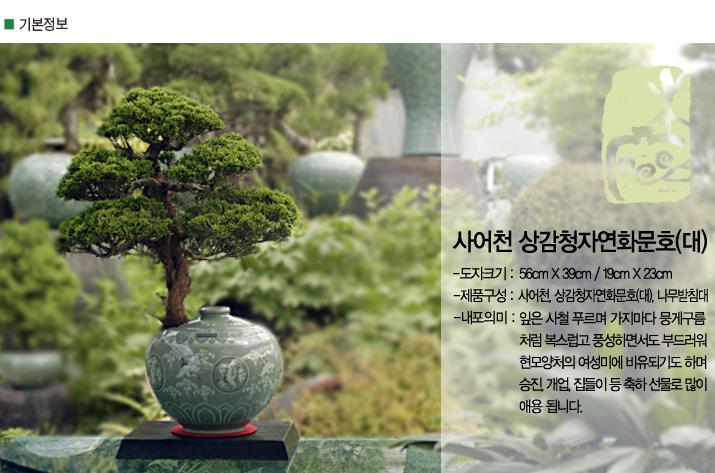 기본정보
사어천 상감청자연화문호(대)
-도자크기 : 56cm X 39cm / 19cm X 23cm
-제품구성 : 사어천, 상감청자연화문호(대), 나무받침대
-내포의미 : 잎은 사철 푸르며 가지마다 뭉게구름
처럼 복스럽고 풍성하면서도 부드러워
현모양처의 여성미에 비유되기도 하며
승진, 개업, 집들이 등 축하 선물로 많이
애용 됩니다.